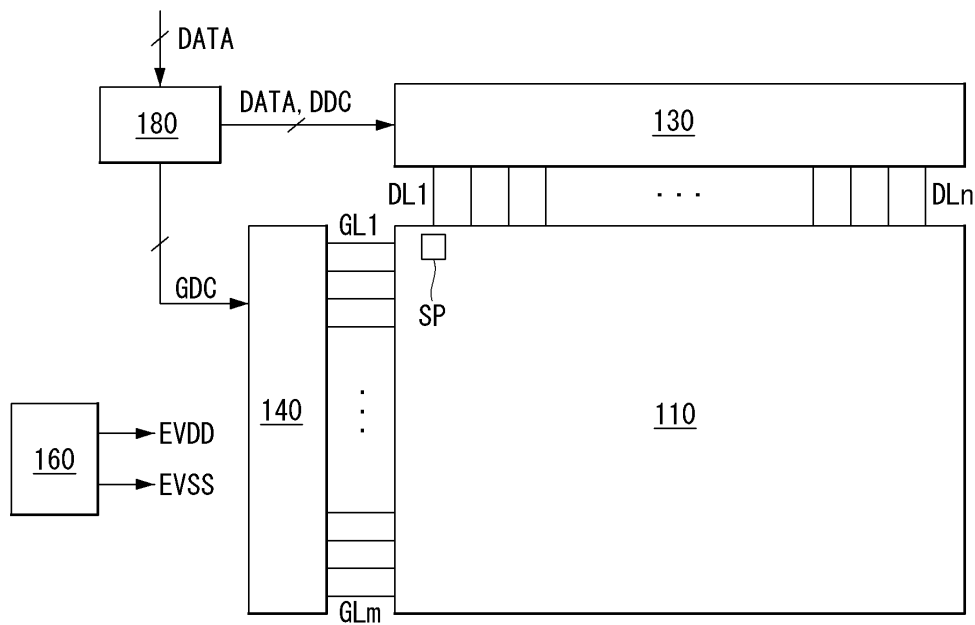 DATA
180
DATA, DDC
130
DL1
. . .
DLn
GL1
GDC
SP
140
110
160
EVDD
EVSS
GLm